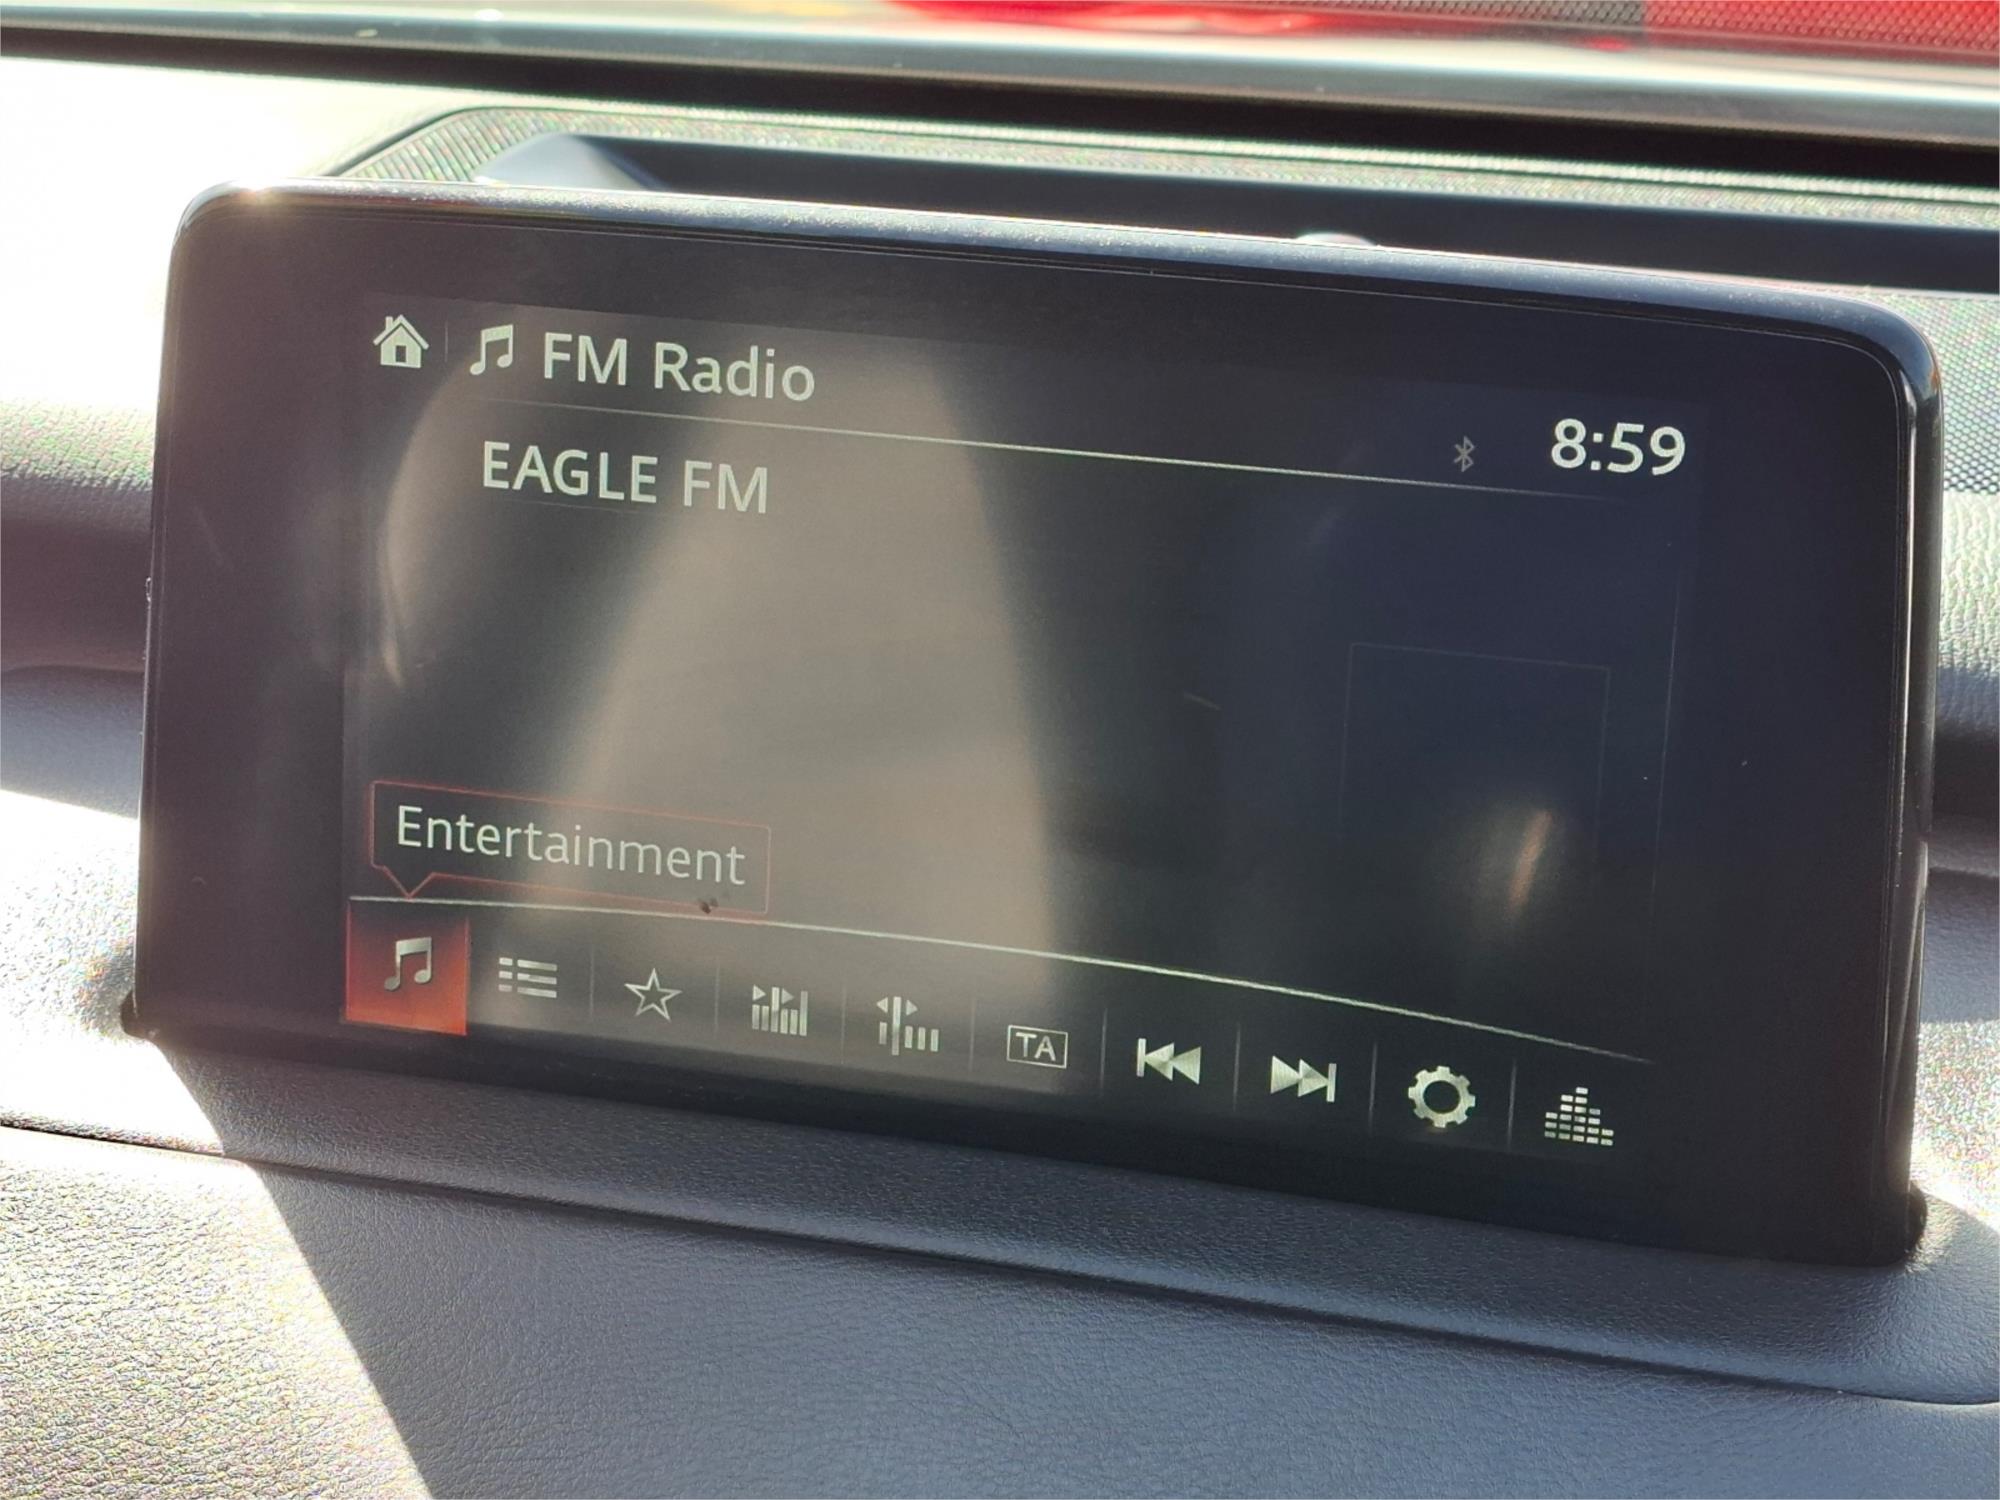 FM Radio
8:59
EAGLE FM
Entertainment
TA